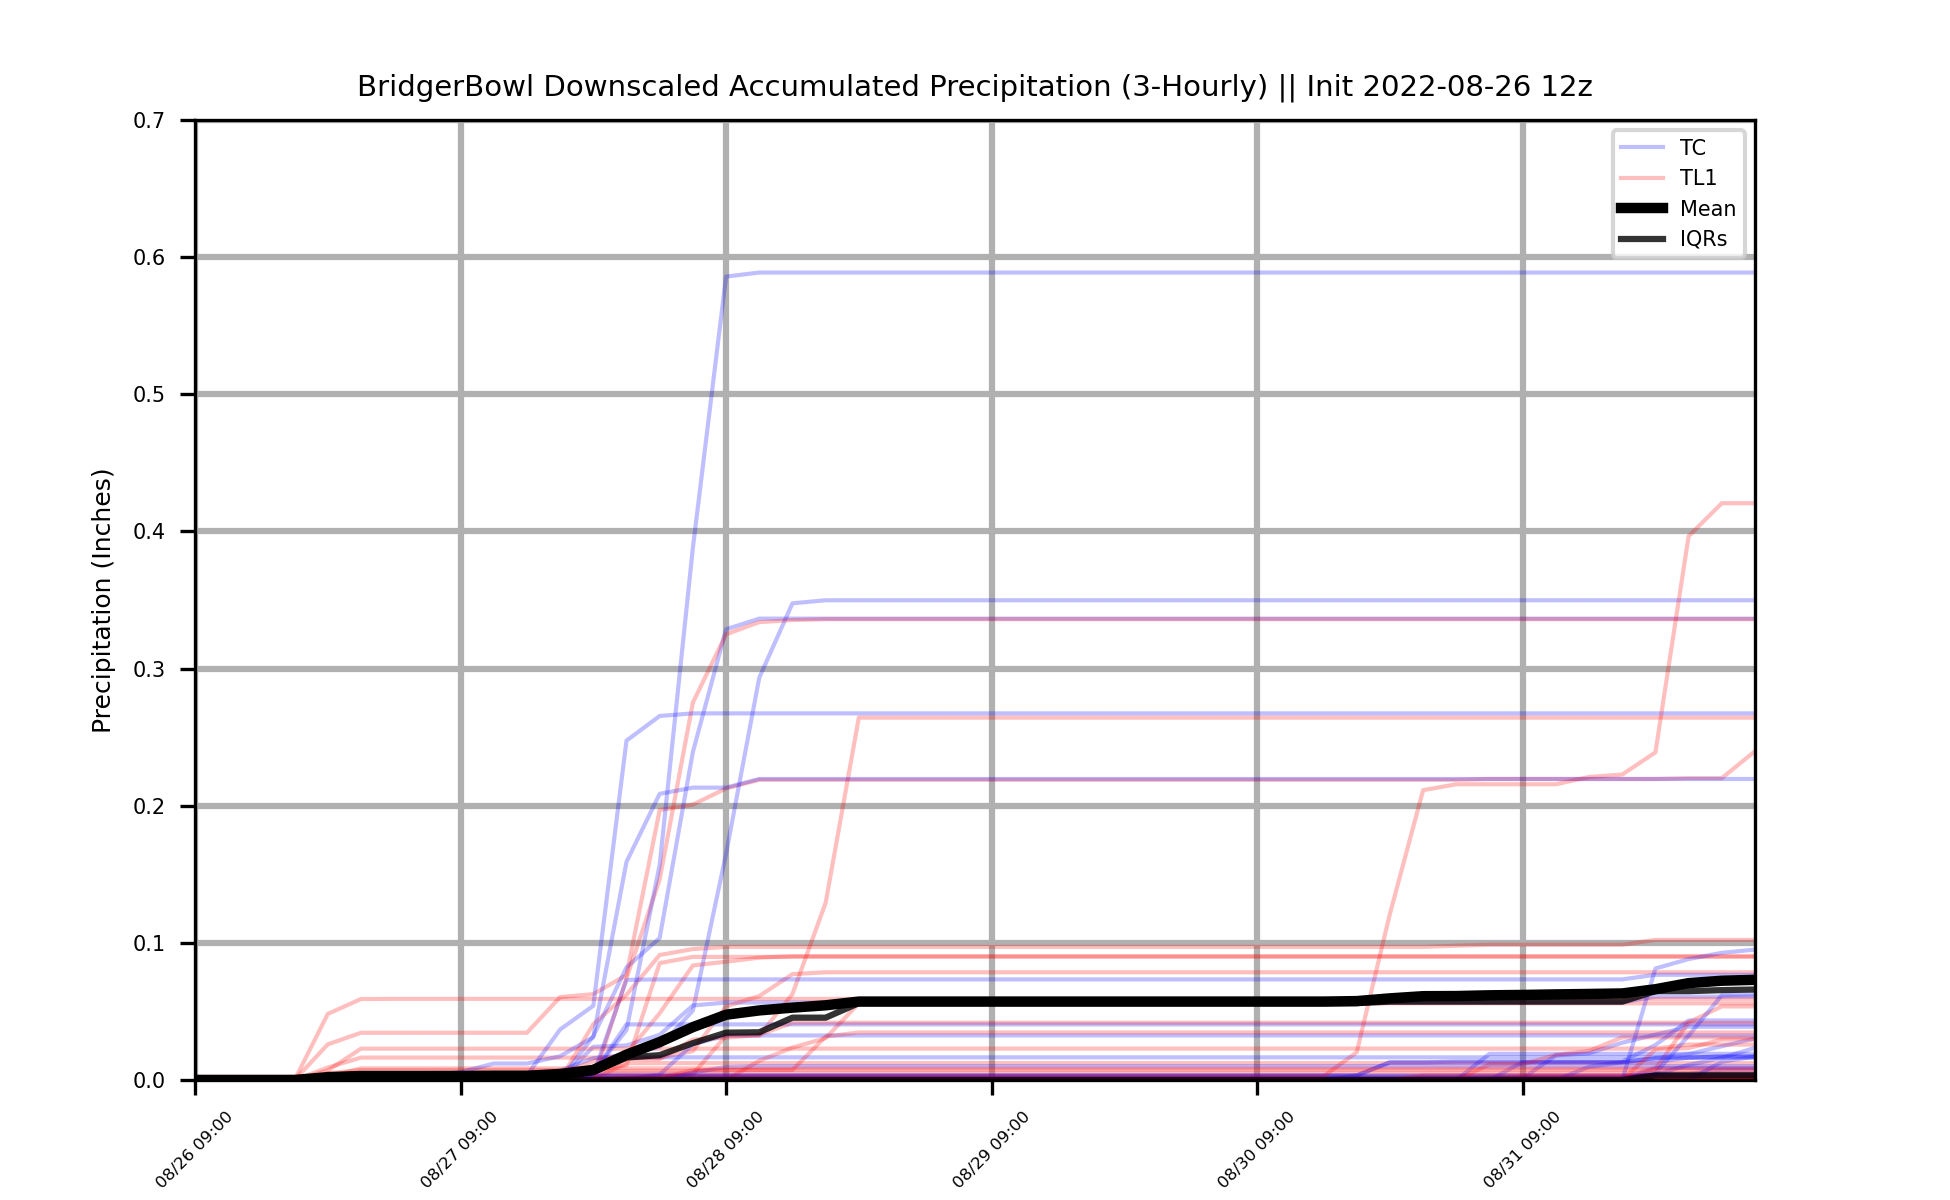 BridgerBowl Downscaled Accumulated Precipitation (3-Hourly) || Init 2022-08-26 12z
TC
TL1
Mean
IQRs
Precipitation (Inches)
0.7
0.6
0.5
0.4
0.3
0.2
0.1
0.0
08/26 09:00
08/27 09:00
08/28 09:00
08/29 09:00
08/30 09:00
08/31 09:00